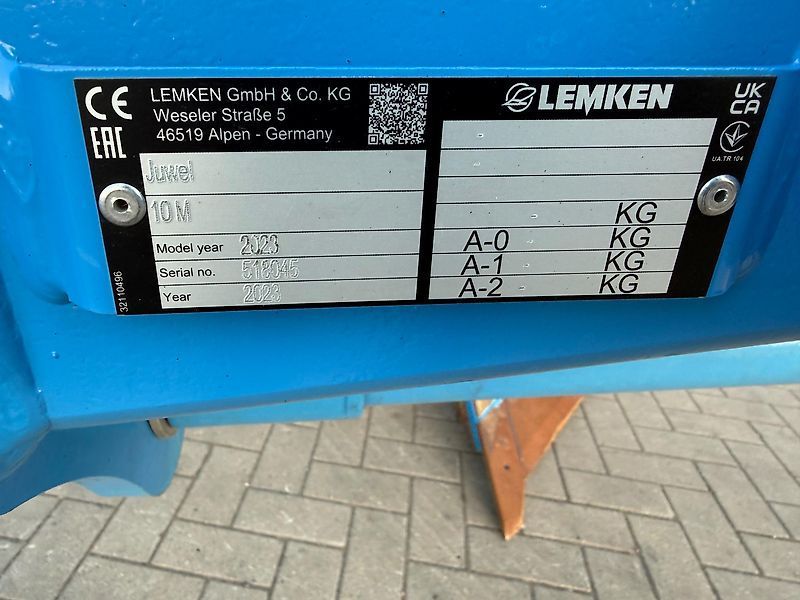 CE
EAC
LEMKEN GmbH & Co. KG
Weseler Straße 5
46519 Alpen - Germany
Juwel
10 M
Model year 2023
Serial no. 518045
Year 2023
32110496
LEMKEN
-
-
- KG
A-0 - KG
A-1 - KG
A-2 - KG
UK
CA
UA.TR 104